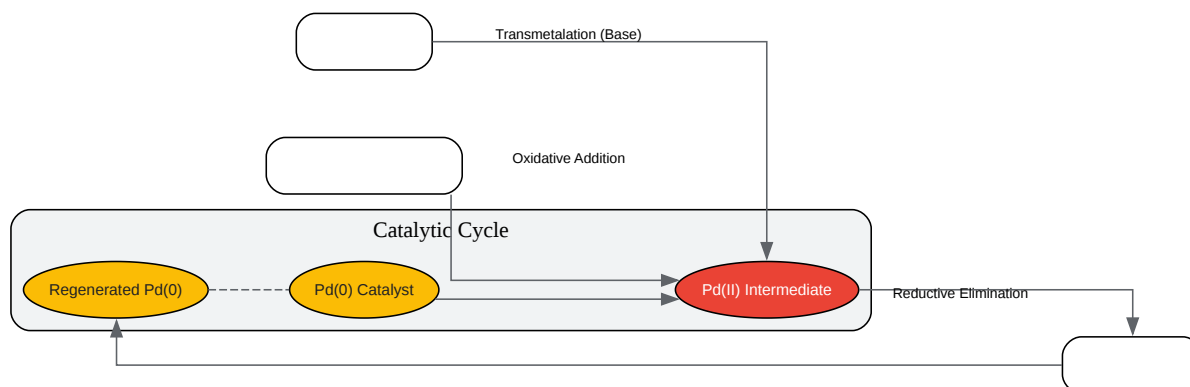 Transmetalation (Base)
Oxidative Addition
Catalytic Cycle
Regenerated Pd(0)
Pd(0) Catalyst
Pd(II) Intermediate
Reductive Elimination